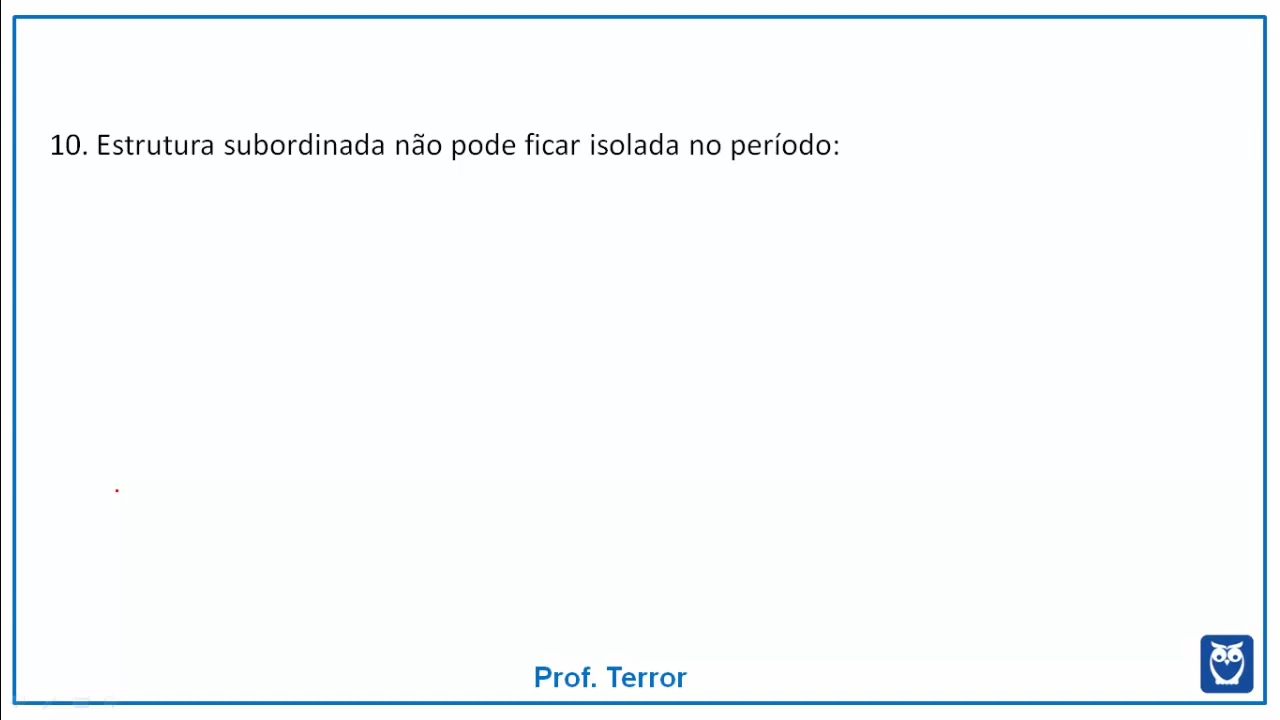 10. Estrutura subordinada não pode ficar isolada no período:
Prof. Terror